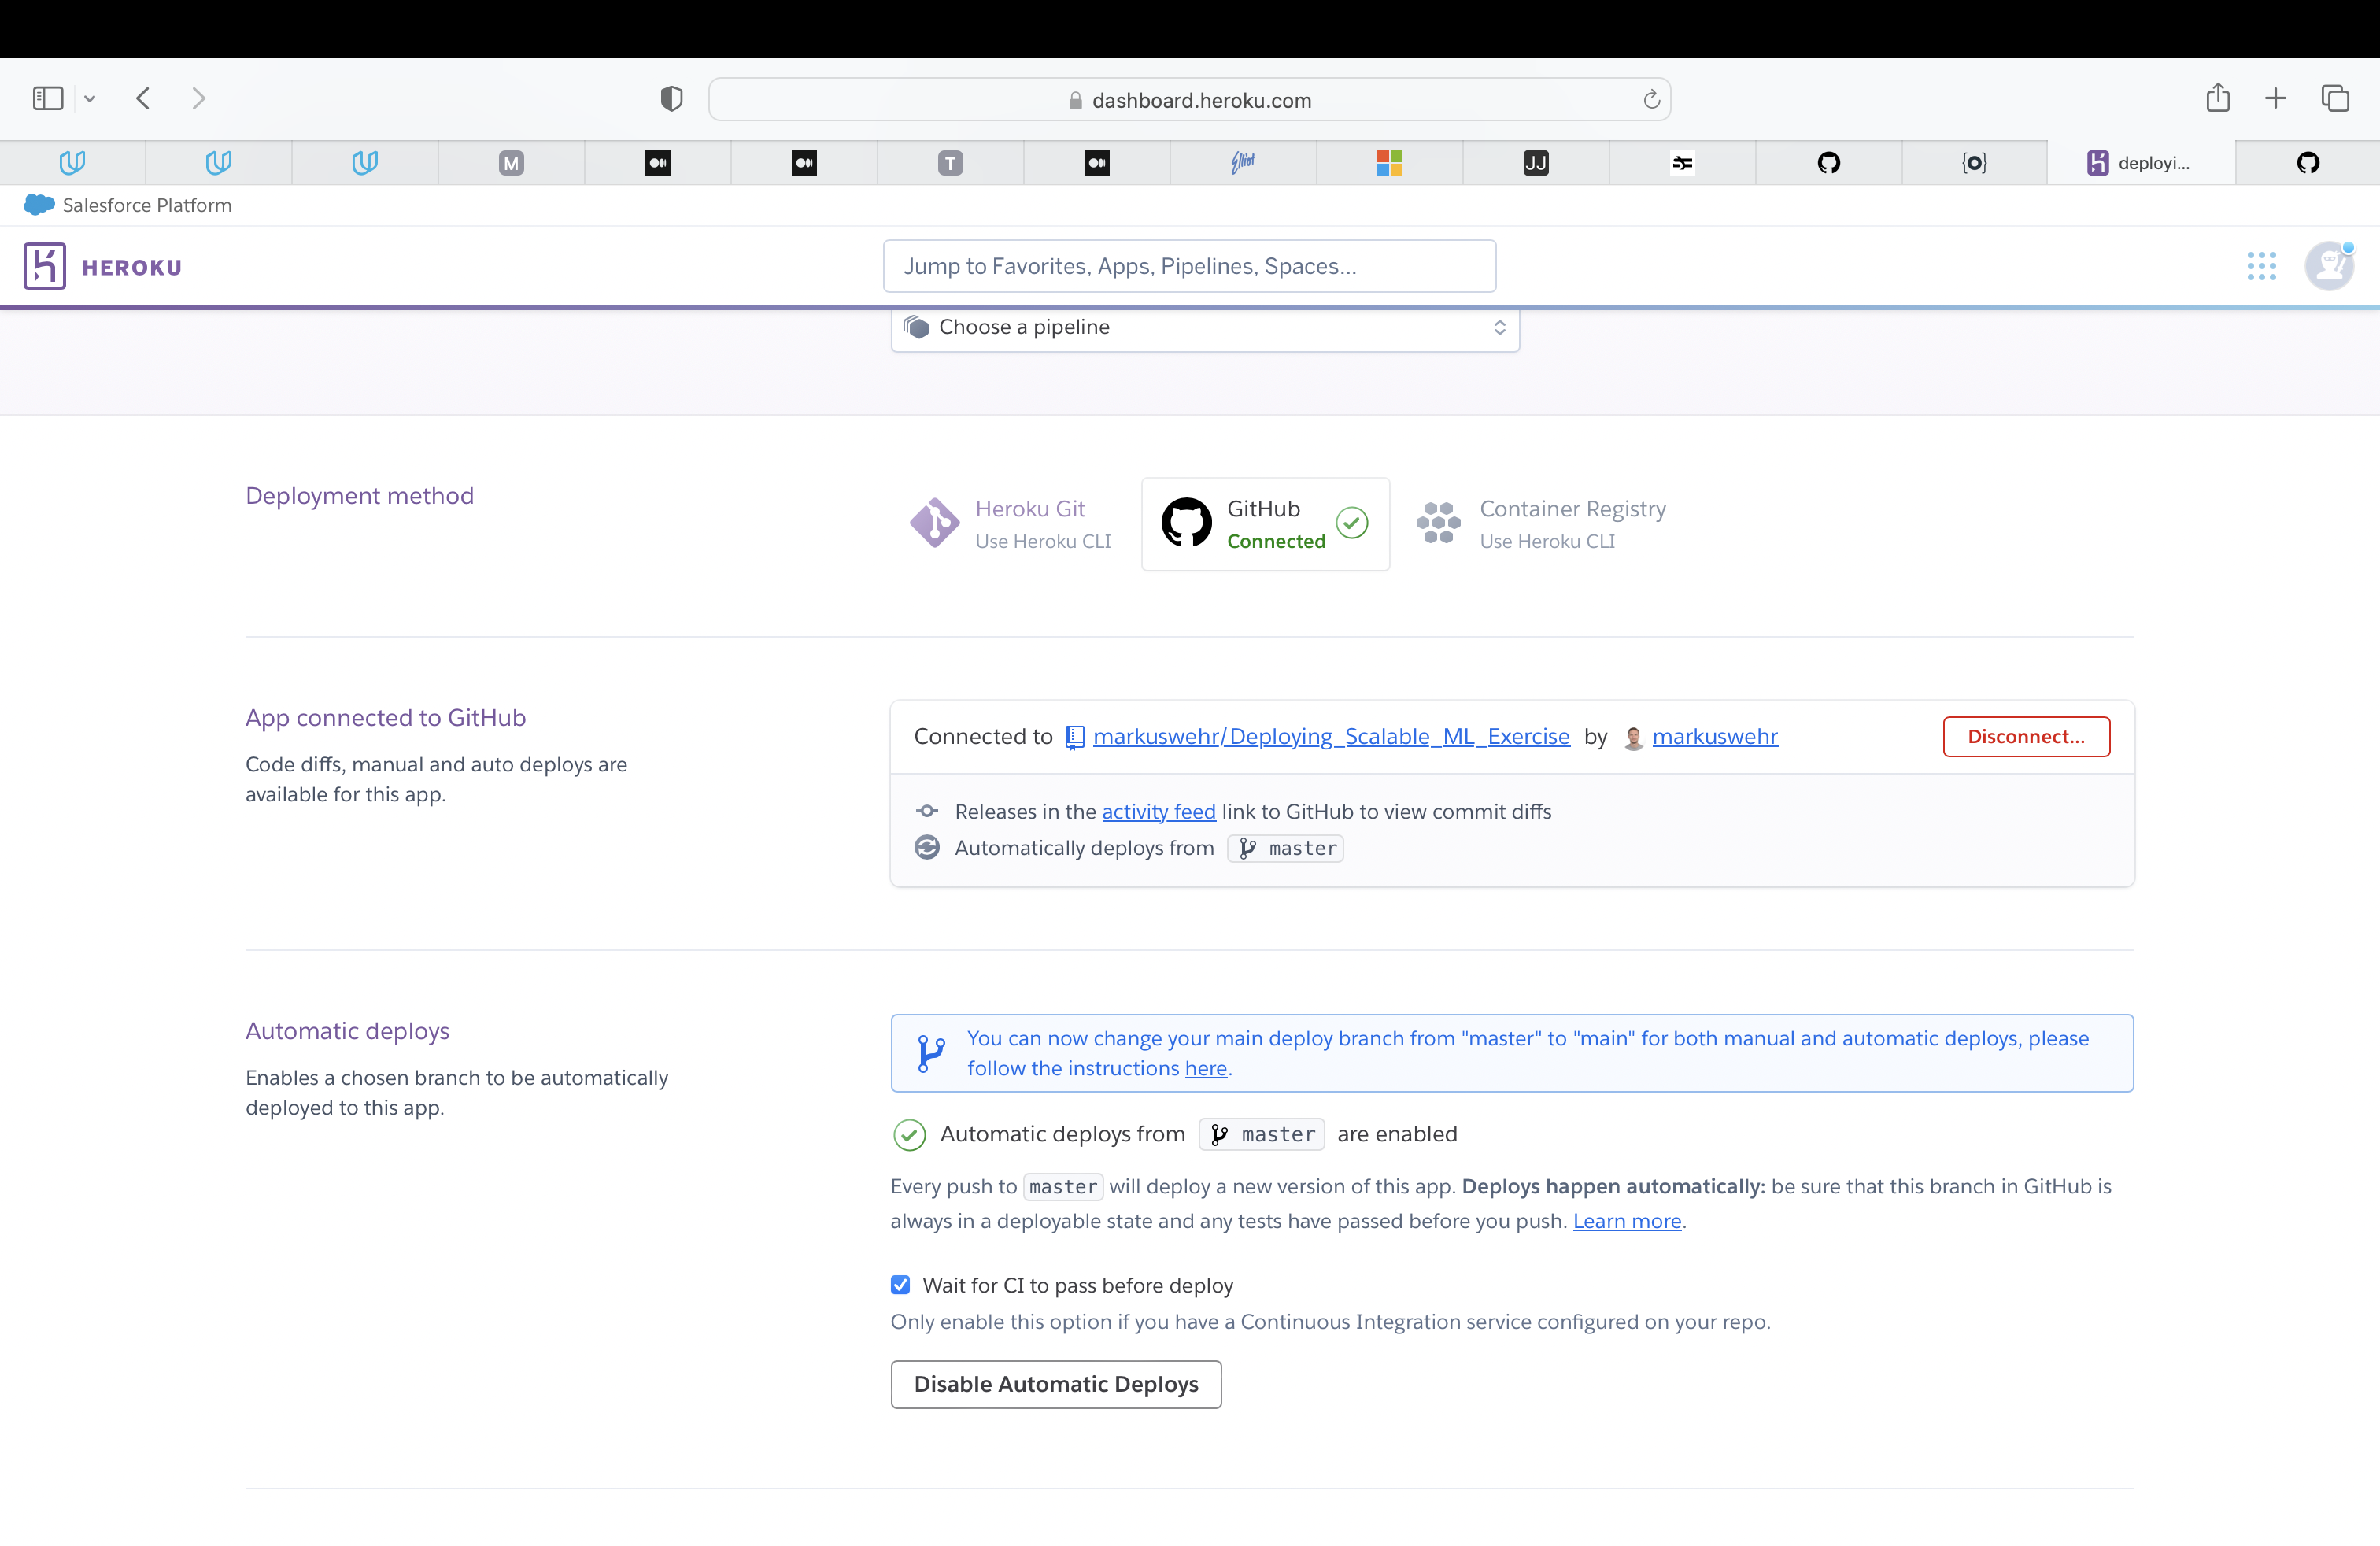 dashboard.heroku.com
M
T
Elliot
JJ
deployi...
Salesforce Platform
HEROKU
Jump to Favorites, Apps, Pipelines, Spaces...
Choose a pipeline
Deployment method
Heroku Git
Use Heroku CLI
GitHub
Connected
Container Registry
Use Heroku CLI
App connected to GitHub
Code diffs, manual and auto deploys are
available for this app.
Connected to markuswehr/Deploying_Scalable_ML_Exercise by markuswehr
Disconnect...
Releases in the activity feed link to GitHub to view commit diffs
Automatically deploys from master
Automatic deploys
Enables a chosen branch to be automatically
deployed to this app.
You can now change your main deploy branch from "master" to "main" for both manual and automatic deploys, please
follow the instructions here.
Automatic deploys from master are enabled
Every push to master will deploy a new version of this app. Deploys happen automatically: be sure that this branch in GitHub is
always in a deployable state and any tests have passed before you push. Learn more.
Wait for CI to pass before deploy
Only enable this option if you have a Continuous Integration service configured on your repo.
Disable Automatic Deploys